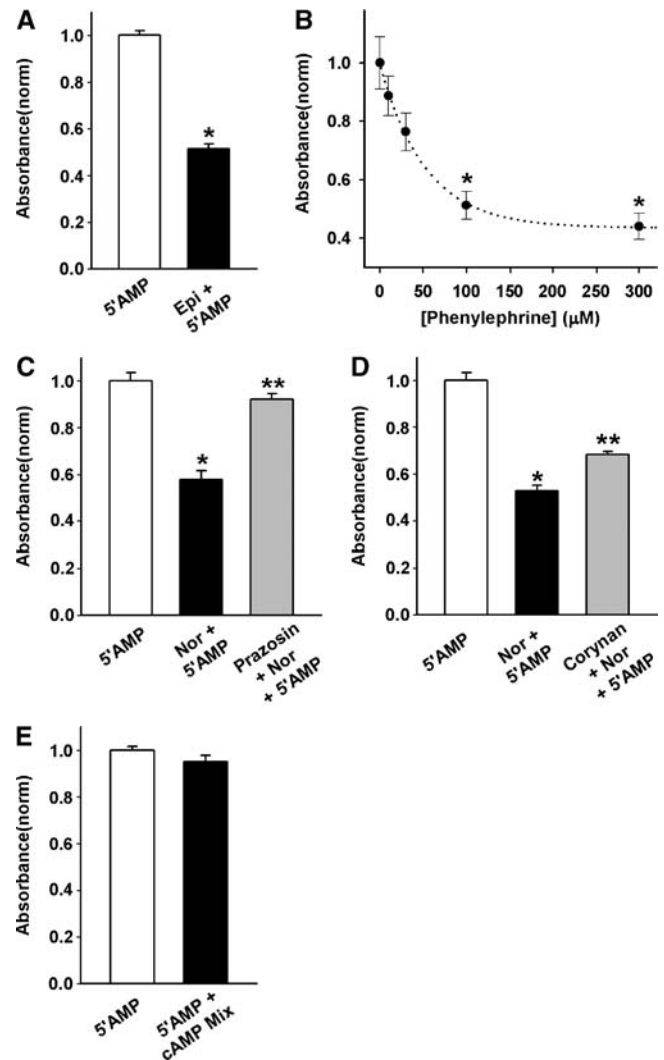 A
Absorbance(norm)
1.0
0.8
0.6
0.4
0.2
0.0
*
5'AMP
Epi +
5'AMP
B
Absorbance(norm)
1.0
0.8
0.6
0.4
*
*
0 50 100 150 200 250 300
[Phenylephrine] (μM)
C
Absorbance(norm)
1.0
0.8
0.6
0.4
0.2
0.0
*
**
5'AMP
Nor +
5'AMP
Prazosin
+ Nor
+ 5'AMP
D
Absorbance(norm)
1.0
0.8
0.6
0.4
0.2
0.0
*
**
5'AMP
Nor +
5'AMP
Corynan
+ Nor
+ 5'AMP
E
Absorbance(norm)
1.0
0.8
0.6
0.4
0.2
0.0
5'AMP
5'AMP +
cAMP Mix